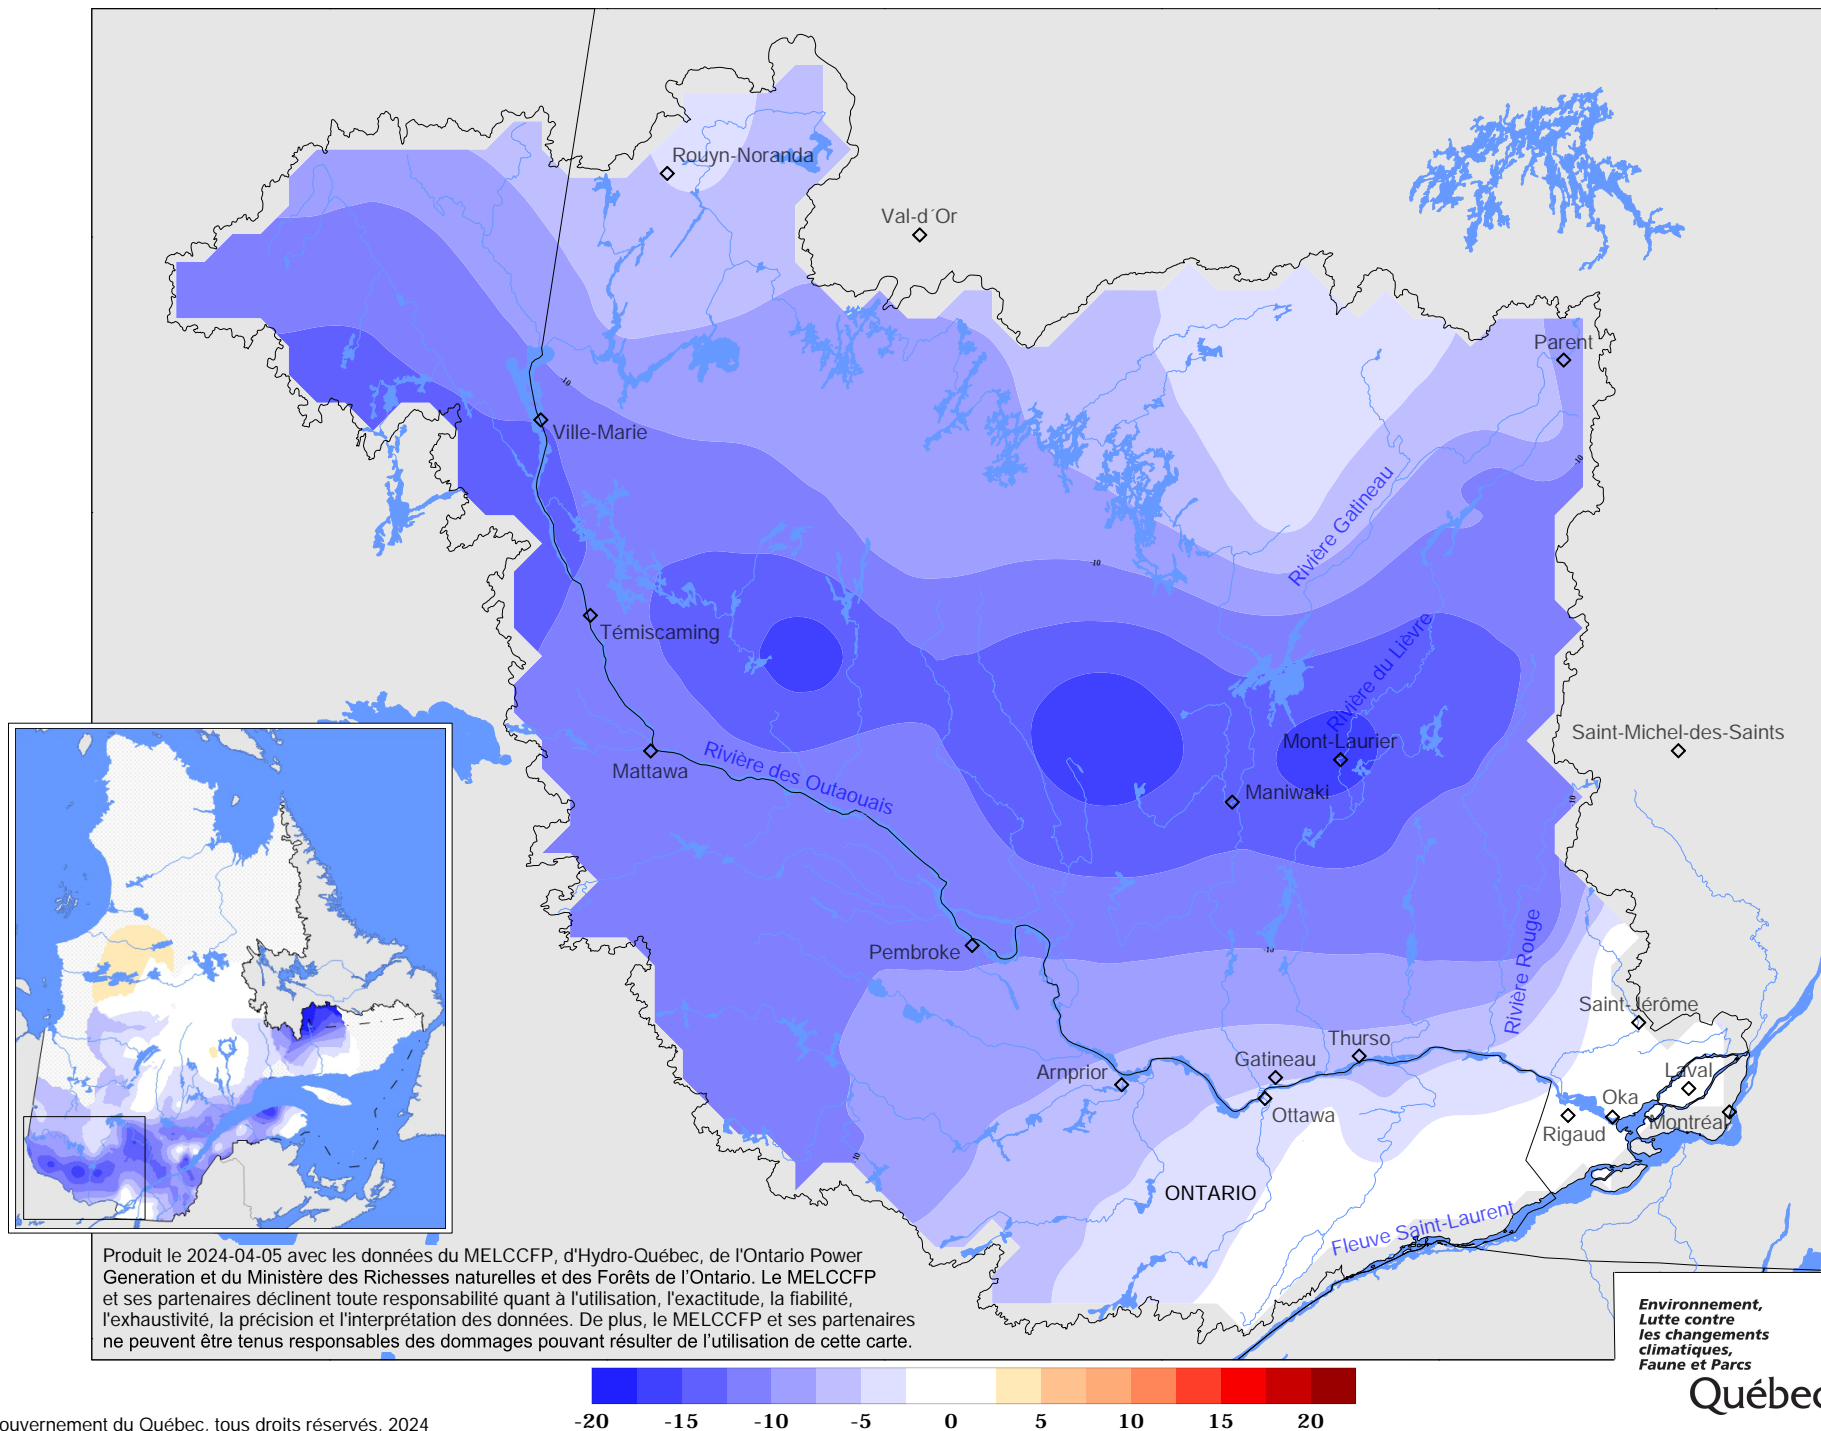 Rouyn-Noranda
Val-d´Or
Parent
-10
Ville-Marie
-10
Rivière Gatineau
-10
Témiscaming
Rivière du Lièvre
Saint-Michel-des-Saints
Mont-Laurier
Mattawa
Rivière des Outaouais
Maniwaki
10
Pembroke
-10
Rivière Rouge
Saint-Jérôme
Thurso
Gatineau
Arnprior
Laval
Oka
Ottawa
Montréal
Rigaud
10
ONTARIO
Fleuve Saint-Laurent
Produit le 2024-04-05 avec les données du MELCCFP, d'Hydro-Québec, de l'Ontario Power
Generation et du Ministère des Richesses naturelles et des Forêts de l'Ontario. Le MELCCFP
et ses partenaires déclinent toute responsabilité quant à l'utilisation, l'exactitude, la fiabilité,
l'exhaustivité, la précision et l'interprétation des données. De plus, le MELCCFP et ses partenaires
ne peuvent être tenus responsables des dommages pouvant résulter de l'utilisation de cette carte.
Environnement,
Lutte contre
les changements
climatiques,
Faune et Parcs
Québec
-20 -15 -10 -5 0 5 10 15 20
ouvernement du Québec, tous droits réservés, 2024